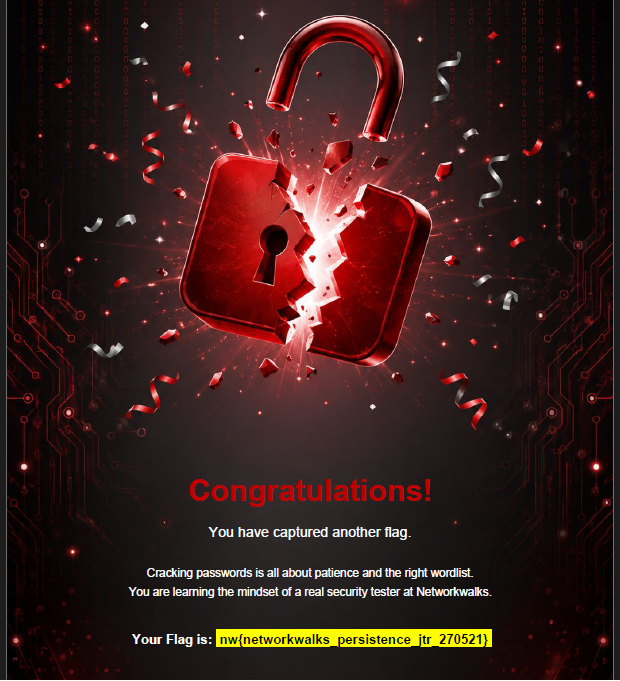 Congratulations!
You have captured another flag.
Cracking passwords is all about patience and the right wordlist.
You are learning the mindset of a real security tester at Networkwalks.
Your Flag is: nw{networkwalks_persistence_jtr_270521}